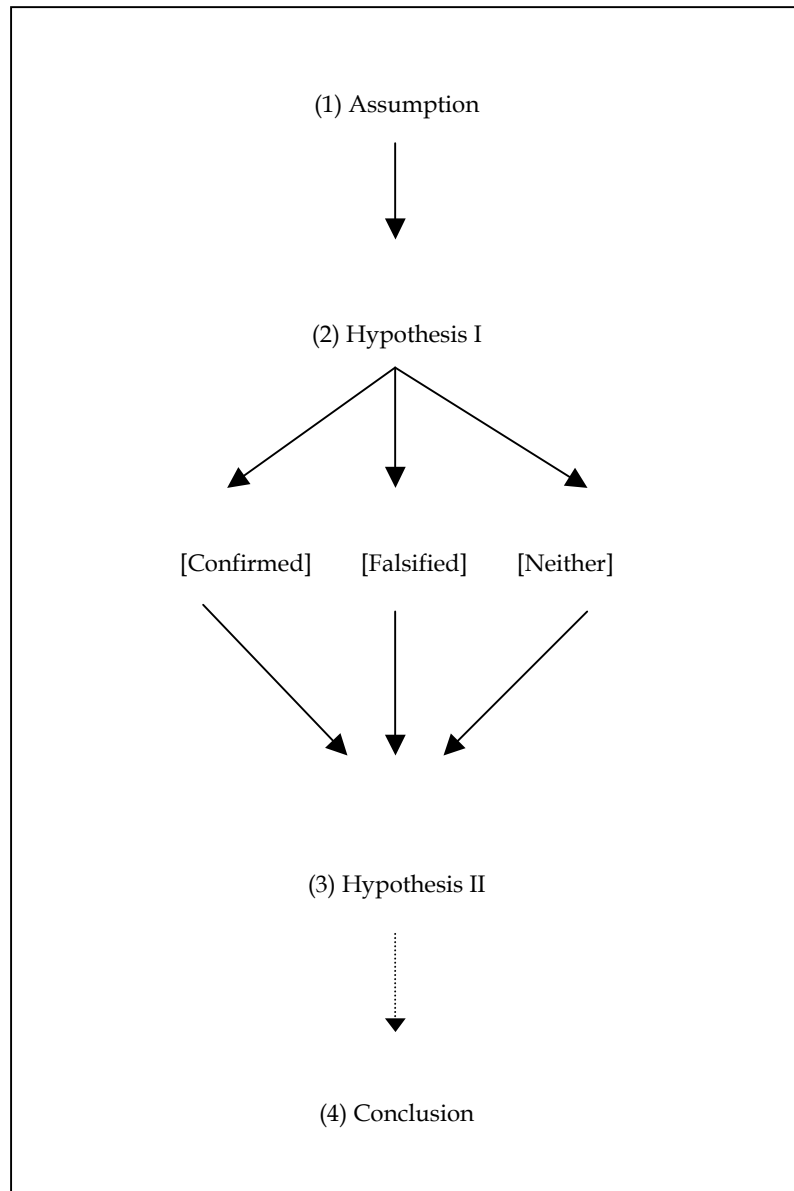 (1) Assumption
(2) Hypothesis I
[Confirmed] [Falsified] [Neither]
(3) Hypothesis II
(4) Conclusion